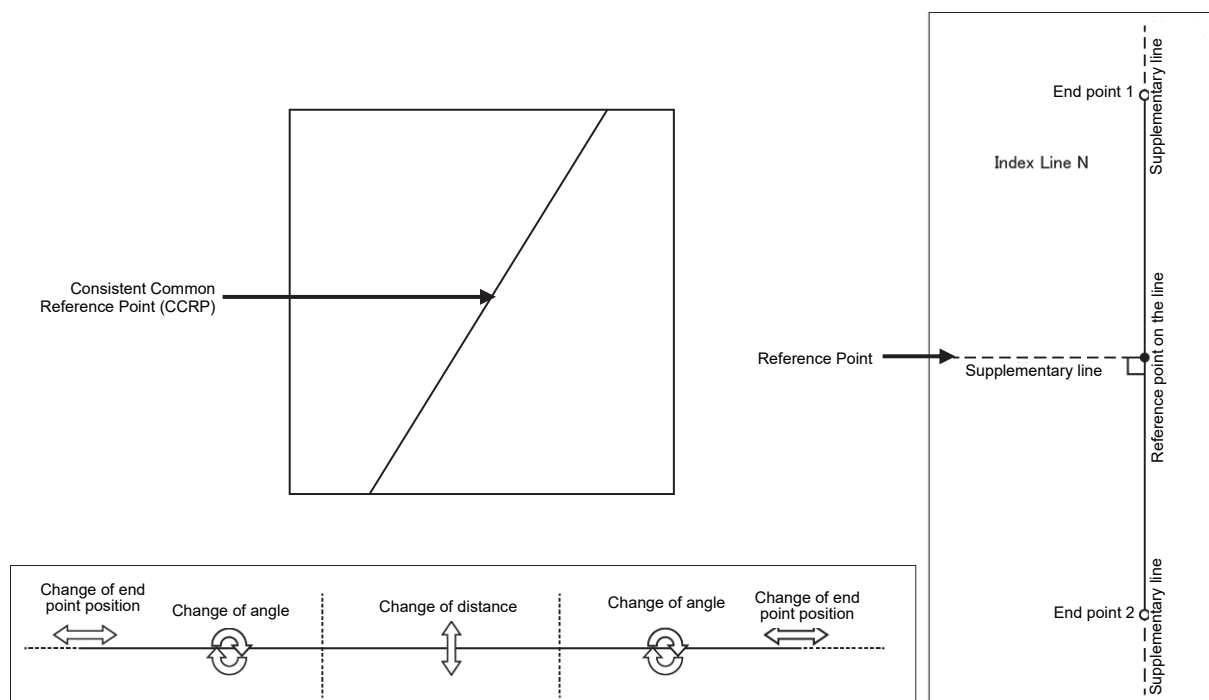 Consistent Common
Reference Point (CCRP)
End point 1
Supplementary line
Index Line N
Reference point on the line
Reference Point
Supplementary line
End point 2
Supplementary line
Change of end
point position
Change of angle
Change of distance
Change of angle
Change of end
point position